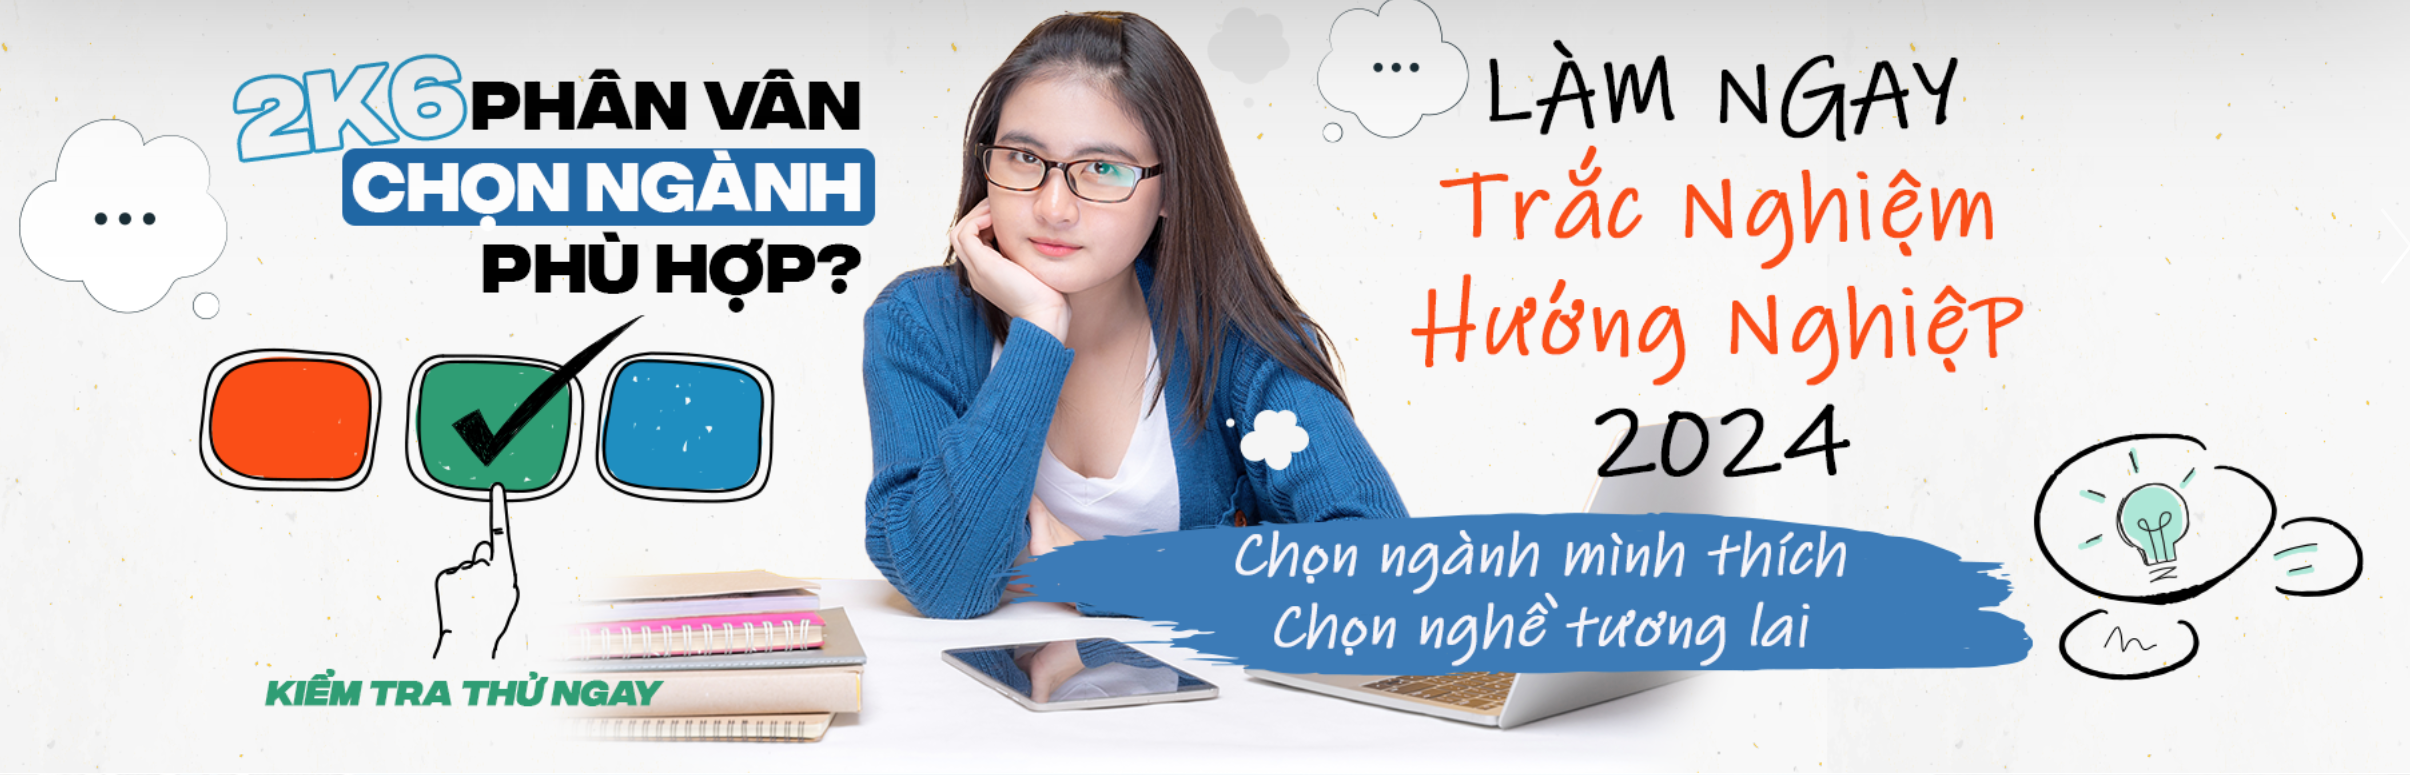 2K6 PHÂN VÂN
CHỌN NGÀNH
PHÙ HỢP?
KIỂM TRA THỬ NGAY
LÀM NGAY
Trắc Nghiệm
Hướng NghiệP
2024
Chọn ngành mình thích
Chọn nghề tương lai